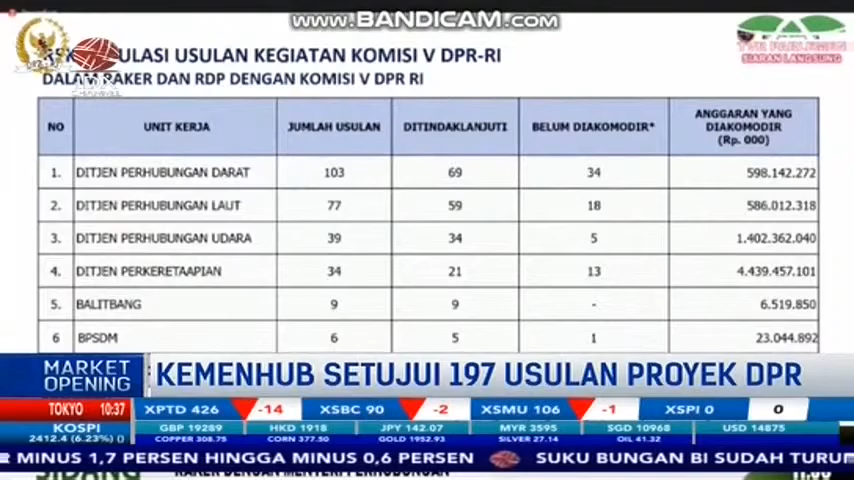 www.BANDICAM.com
ULASI USULAN KEGIATAN KOMISI V DPR-RI
DALAM RAKER DAN RDP DENGAN KOMISI V DPR RI
TVR PARLEMEN
SIARAN LANGSUNG
NO UNIT KERJA JUMLAH USULAN DITINDAKLANJUTI BELUM DIAKOMODIR* ANGGARAN YANG DIAKOMODIR (Rp. 000)
1. DITJEN PERHUBUNGAN DARAT 103 69 34 598.142.272
2. DITJEN PERHUBUNGAN LAUT 77 59 18 586.012.318
3. DITJEN PERHUBUNGAN UDARA 39 34 5 1.402.362.040
4. DITJEN PERKERETAAPIAN 34 21 13 4.439.457.101
5. BALITBANG 9 9 - 6.519.850
6 BPSDM 6 5 1 23.044.892
MARKET OPENING
KEMENHUB SETUJUI 197 USULAN PROYEK DPR
TOKYO 10:37 XPTD 426 -14 XSBC 90 -2 XSMU 106 -1 XSPI 0 0
KOSPI GBP 19289 HKD 1918 JPY 142.07 MYR 3595 SGD 10968 USD 14875
2412.4 (6.23%) () COPPER 308.75 CORN 377.50 GOLD 1952.93 SILVER 27.14 OIL 41.32
MINUS 1,7 PERSEN HINGGA MINUS 0,6 PERSEN SUKU BUNGAN BI SUDAH TURU
SIDANG RAKER DENGAN MENTERI PERHUBUNGAN